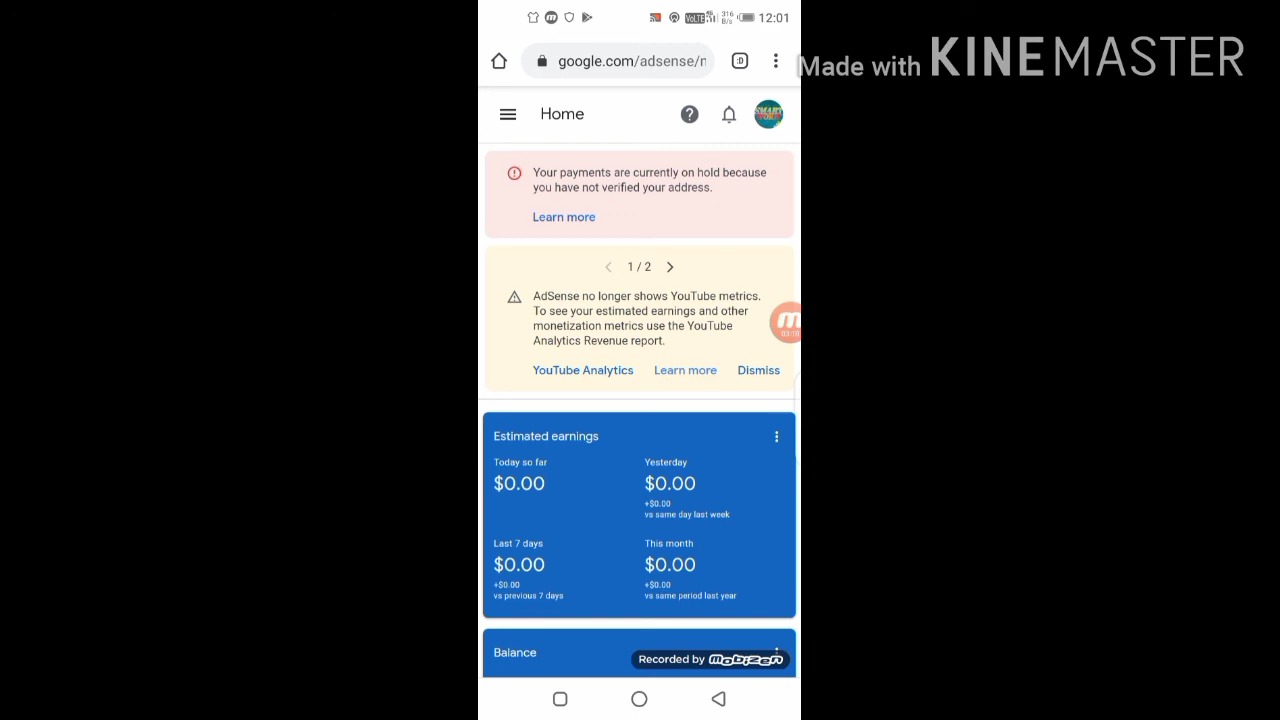 VoLTE 316 B/s 12:01
google.com/adsense/n
Made with KINEMASTER
Home
SMART
Your payments are currently on hold because
you have not verified your address.
Learn more
1 / 2
AdSense no longer shows YouTube metrics.
To see your estimated earnings and other
monetization metrics use the YouTube
Analytics Revenue report.
03:09
YouTube Analytics Learn more Dismiss
Estimated earnings
Today so far Yesterday
$0.00 $0.00
+$0.00
vs same day last week
Last 7 days This month
$0.00 $0.00
+$0.00 +$0.00
vs previous 7 days vs same period last year
Balance
Recorded by mobizen